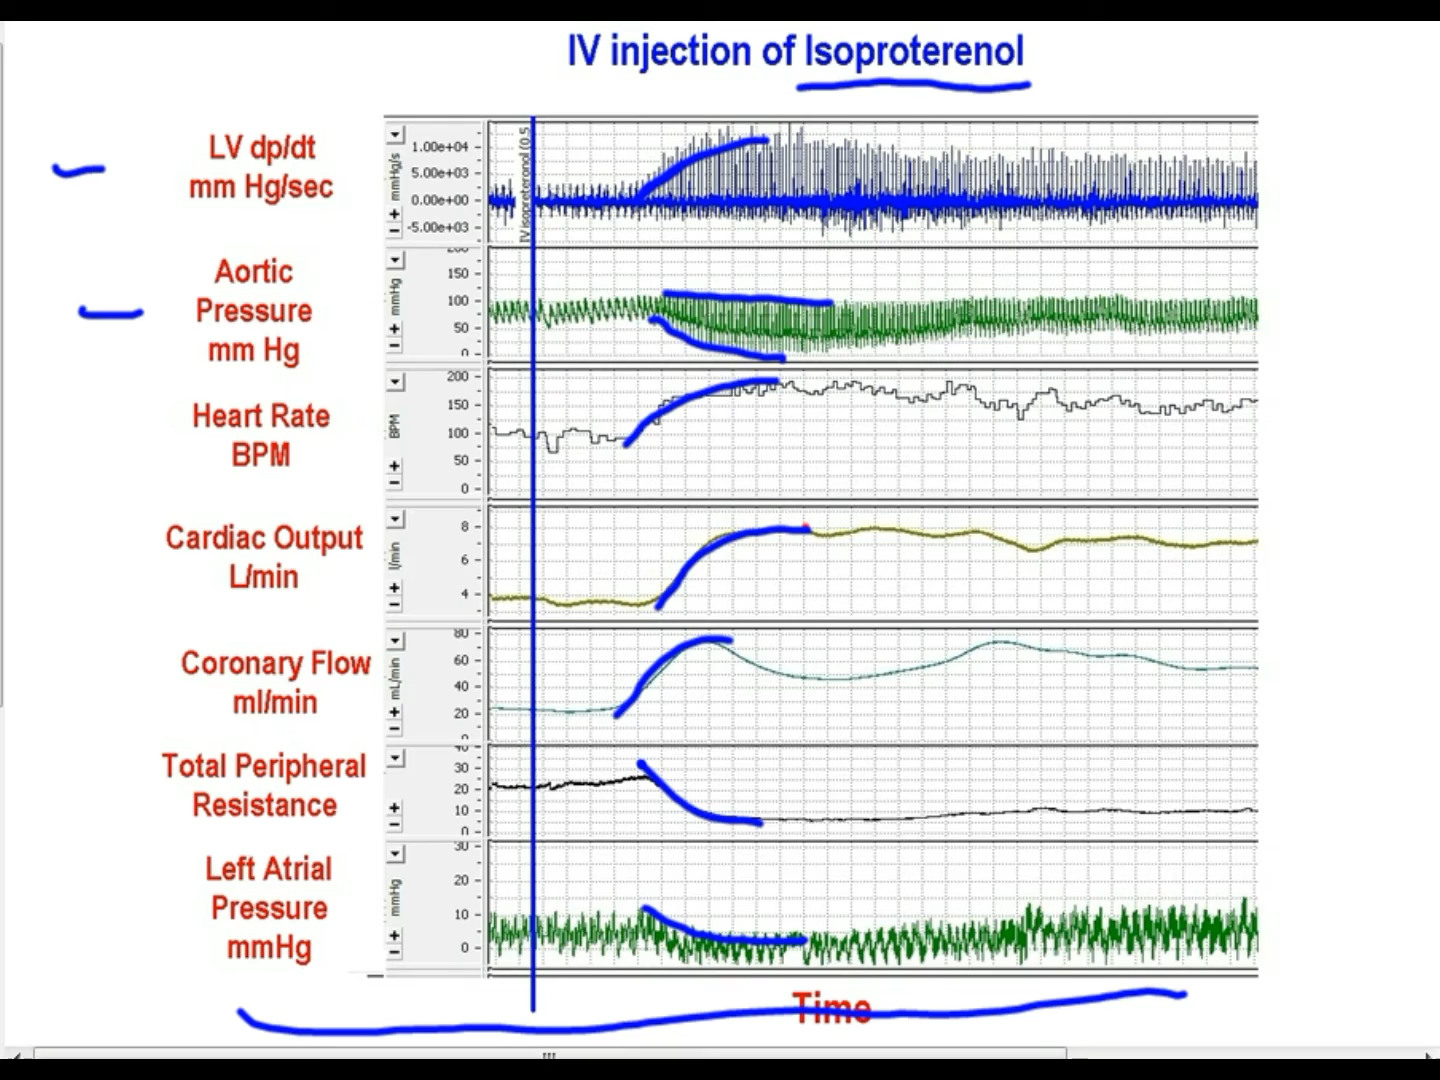 IV injection of Isoproterenol
LV dp/dt
mm Hg/sec
mmHg/s
1.00e+04
5.00e+03
0.00e+00
-5.00e+03
IV isopreteronol (0.5
Aortic
Pressure
mm Hg
mmHg
200
150
100
50
0
Heart Rate
BPM
BPM
200
150
100
50
0
Cardiac Output
L/min
l/min
8
6
4
Coronary Flow
ml/min
mL/min
80
60
40
20
0
Total Peripheral
Resistance
40
30
20
10
0
Left Atrial
Pressure
mmHg
mmHg
30
20
10
0
Time